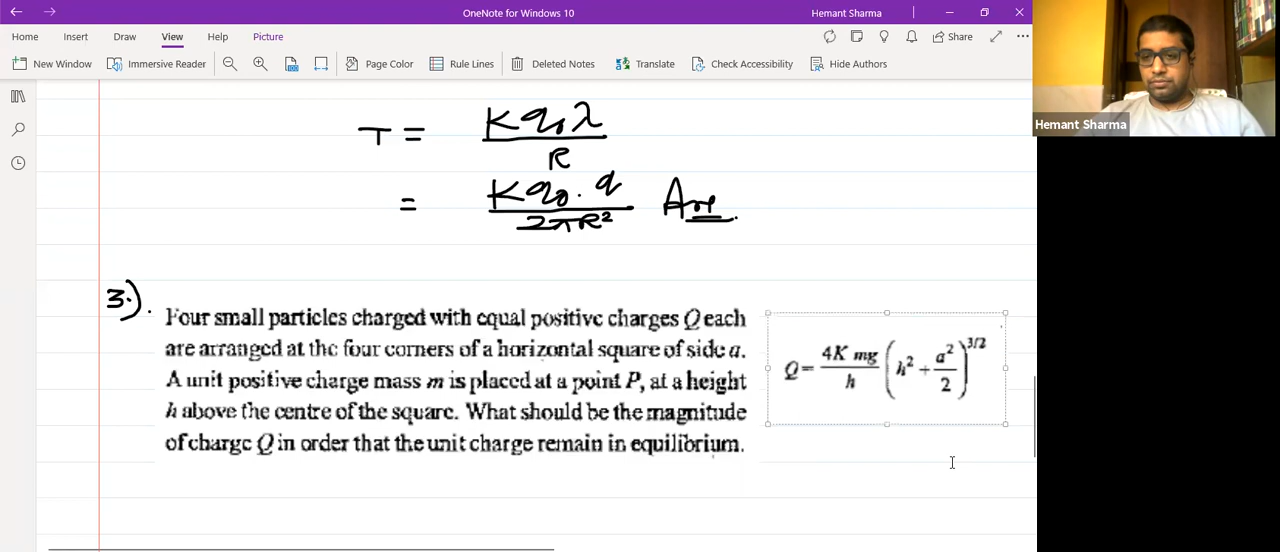 OneNote for Windows 10
Hemant Sharma
Home Insert Draw View Help Picture
Share
New Window Immersive Reader Page Color Rule Lines Deleted Notes Translate Check Accessibility Hide Authors
Hemant Sharma
T = Kq₀λ / R
= Kq₀.q / 2πR² Ans.
3.).
Four small particles charged with equal positive charges Q each
are arranged at the four corners of a horizontal square of side a.
A unit positive charge mass m is placed at a point P, at a height
h above the centre of the square. What should be the magnitude
of charge Q in order that the unit charge remain in equilibrium.
Q = 4K mg / h (h² + a²/2)^3/2